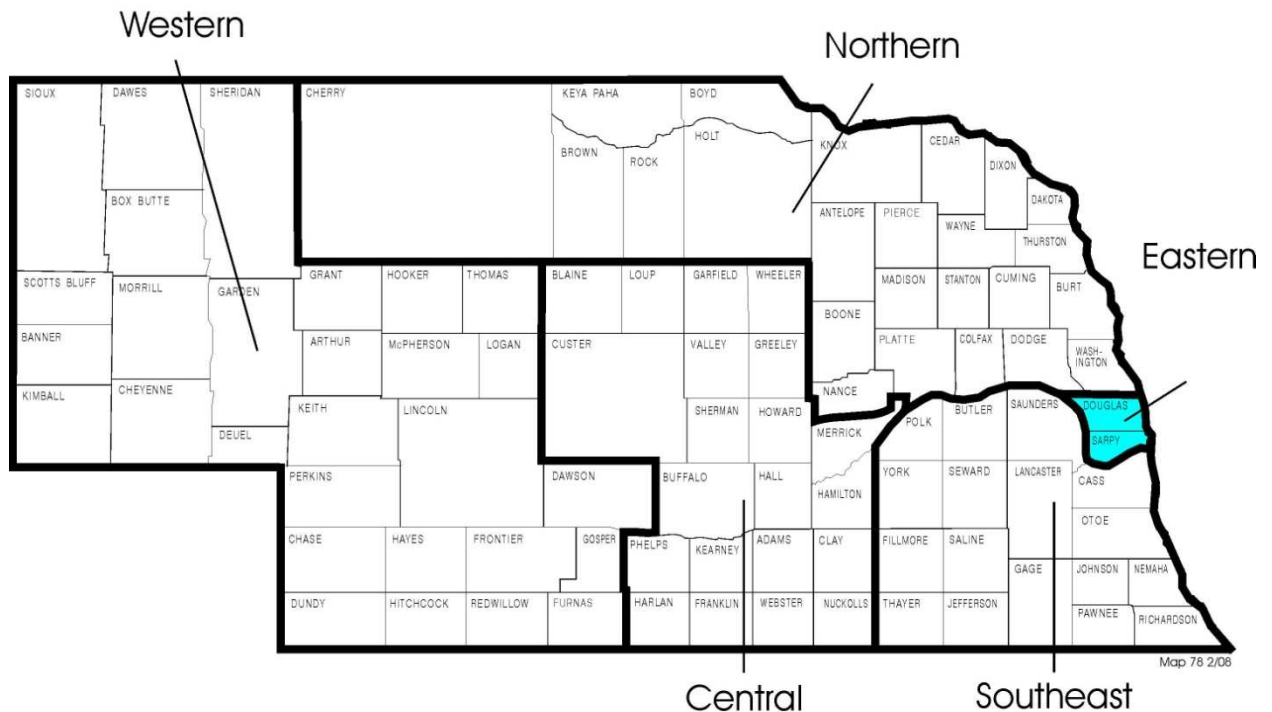 Western
Northern
SIOUX
DAWES
SHERIDAN
CHERRY
KEYA PAHA
BOYD
HOLT
BROWN
ROCK
KNOX
CEDAR
DIXON
DAKOTA
BOX BUTTE
ANTELOPE
PIERCE
WAYNE
THURSTON
Eastern
SCOTTS BLUFF
MORRILL
GARDEN
GRANT
HOOKER
THOMAS
BLAINE
LOUP
GARFIELD
WHEELER
MADISON
STANTON
CUMING
BURT
BANNER
ARTHUR
McPHERSON
LOGAN
CUSTER
VALLEY
GREELEY
BOONE
PLATTE
COLFAX
DODGE
WASH-
INGTON
KIMBALL
CHEYENNE
KEITH
LINCOLN
NANCE
SHERMAN
HOWARD
POLK
BUTLER
SAUNDERS
DOUGLAS
DEUEL
MERRICK
SARPY
PERKINS
DAWSON
BUFFALO
HALL
HAMILTON
YORK
SEWARD
LANCASTER
CASS
OTOE
CHASE
HAYES
FRONTIER
GOSPER
PHELPS
KEARNEY
ADAMS
CLAY
FILLMORE
SALINE
GAGE
JOHNSON
NEMAHA
DUNDY
HITCHCOCK
REDWILLOW
FURNAS
HARLAN
FRANKLIN
WEBSTER
NUCKOLLS
THAYER
JEFFERSON
PAWNEE
RICHARDSON
Map 78 2/08
Central
Southeast